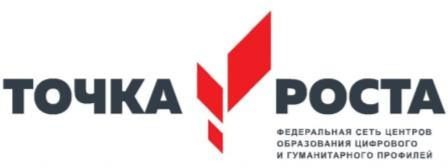 ТОЧКА РОСТА
ФЕДЕРАЛЬНАЯ СЕТЬ ЦЕНТРОВ
ОБРАЗОВАНИЯ ЦИФРОВОГО
И ГУМАНИТАРНОГО ПРОФИЛЕЙ